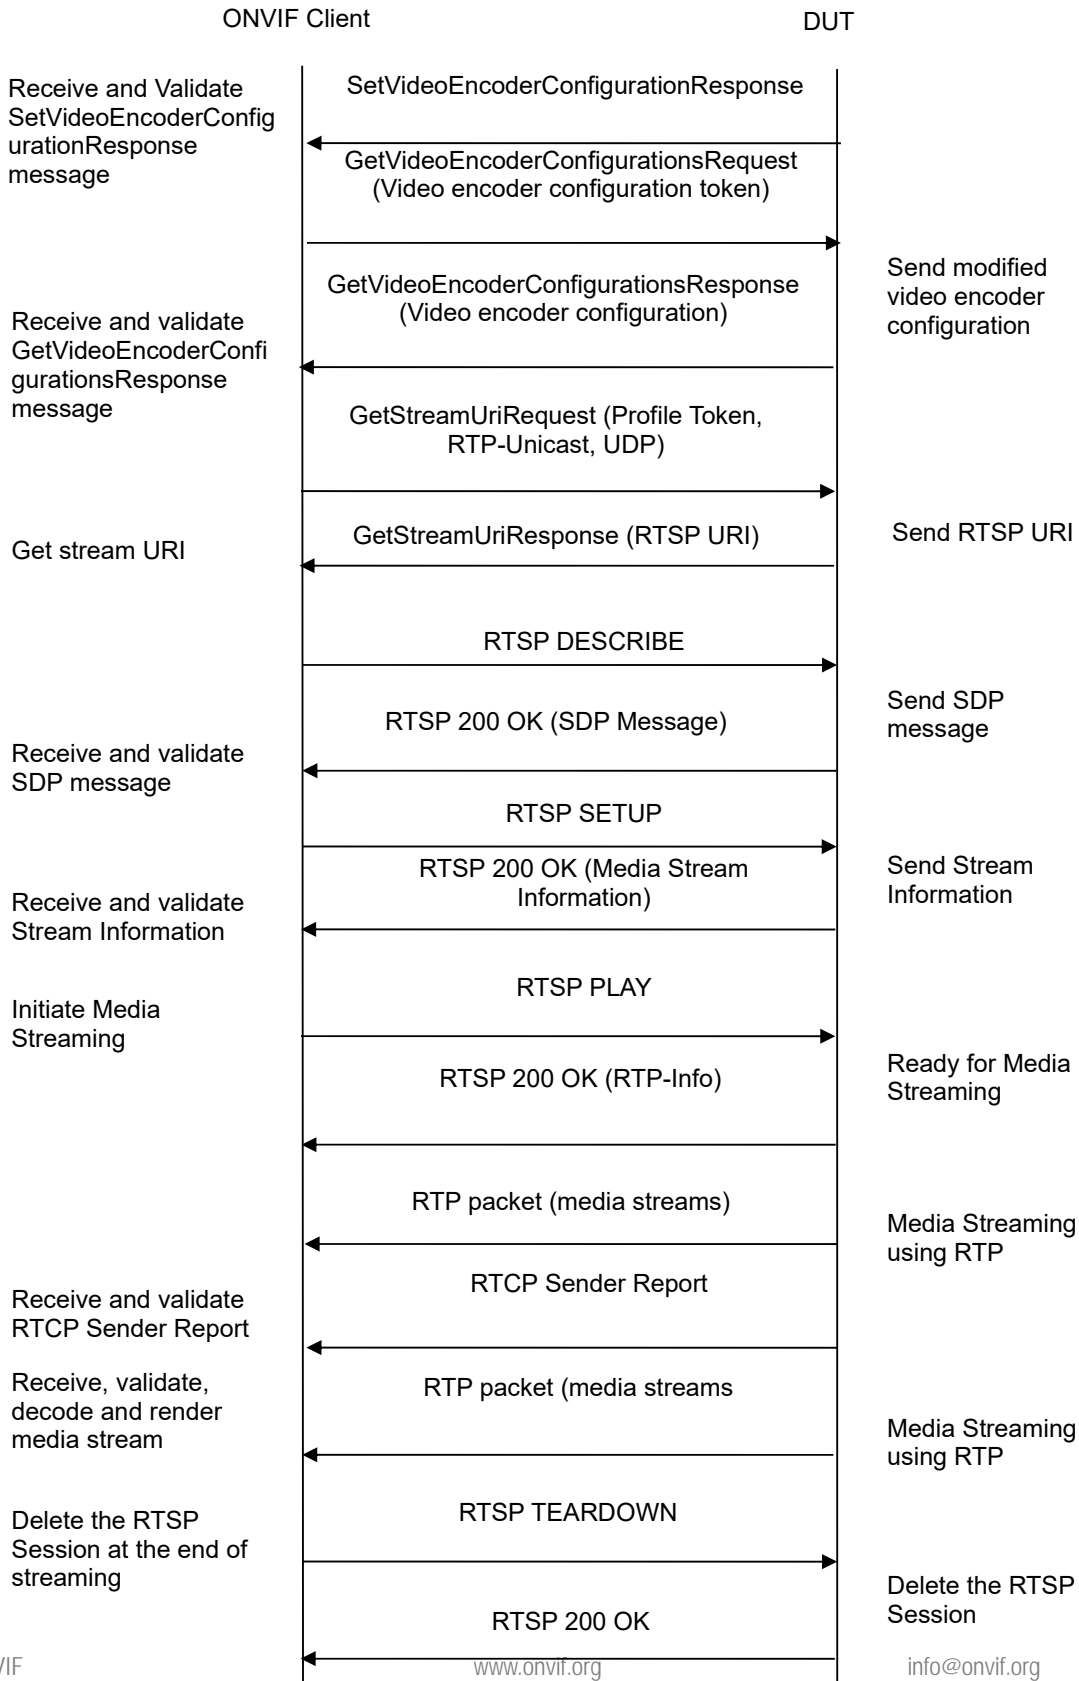 ONVIF Client
DUT
Receive and Validate
SetVideoEncoderConfig
urationResponse
message
SetVideoEncoderConfigurationResponse
GetVideoEncoderConfigurationsRequest
(Video encoder configuration token)
Send modified
video encoder
configuration
GetVideoEncoderConfigurationsResponse
(Video encoder configuration)
Receive and validate
GetVideoEncoderConfi
gurationsResponse
message
GetStreamUriRequest (Profile Token,
RTP-Unicast, UDP)
GetStreamUriResponse (RTSP URI)
Send RTSP URI
Get stream URI
RTSP DESCRIBE
Send SDP
message
RTSP 200 OK (SDP Message)
Receive and validate
SDP message
RTSP SETUP
RTSP 200 OK (Media Stream
Information)
Send Stream
Information
Receive and validate
Stream Information
RTSP PLAY
Initiate Media
Streaming
RTSP 200 OK (RTP-Info)
Ready for Media
Streaming
RTP packet (media streams)
Media Streaming
using RTP
RTCP Sender Report
Receive and validate
RTCP Sender Report
Receive, validate,
decode and render
media stream
RTP packet (media streams
Media Streaming
using RTP
RTSP TEARDOWN
Delete the RTSP
Session at the end of
streaming
Delete the RTSP
Session
RTSP 200 OK
VIF
www.onvif.org
info@onvif.org